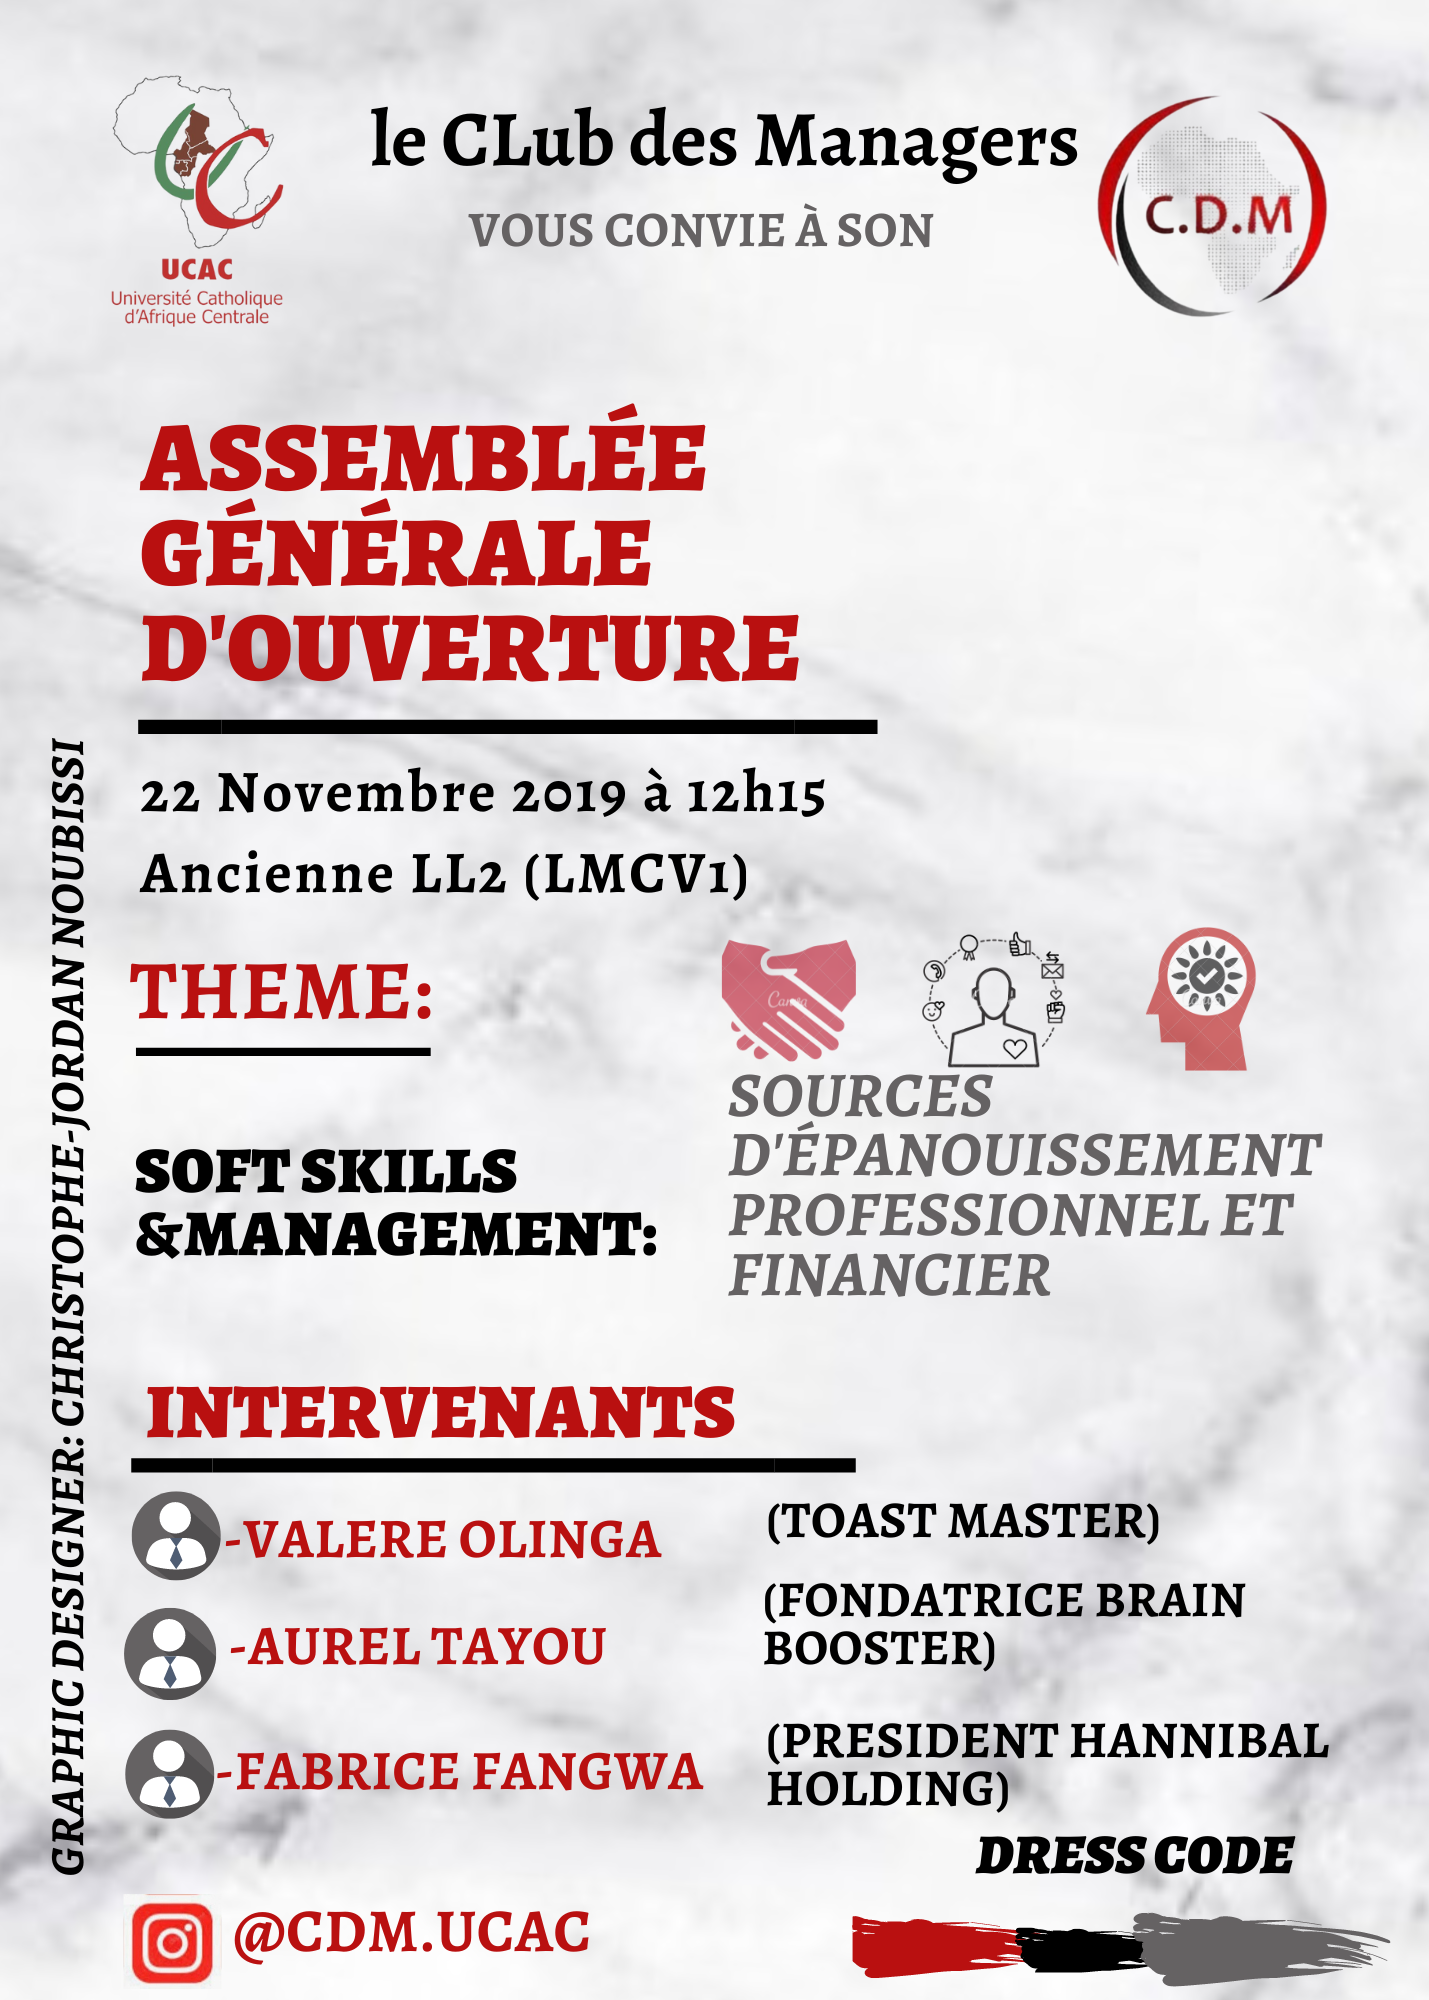 le CLub des Managers
VOUS CONVIE À SON
UCAC
Université Catholique
d'Afrique Centrale
C.D.M
ASSEMBLÉE
GÉNÉRALE
D'OUVERTURE
22 Novembre 2019 à 12h15
Ancienne LL2 (LMCV1)
THEME:
Canva
SOFT SKILLS
&MANAGEMENT:
SOURCES
D'ÉPANOUISSEMENT
PROFESSIONNEL ET
FINANCIER
INTERVENANTS
-VALERE OLINGA
(TOAST MASTER)
-AUREL TAYOU
(FONDATRICE BRAIN
BOOSTER)
-FABRICE FANGWA
(PRESIDENT HANNIBAL
HOLDING)
DRESS CODE
@CDM.UCAC
GRAPHIC DESIGNER: CHRISTOPHE-JORDAN NOUBISSI